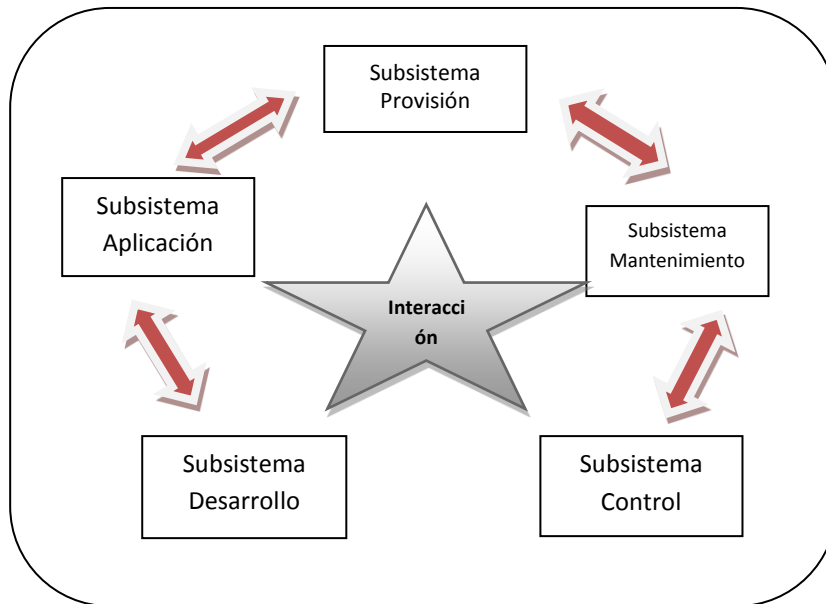 Subsistema
Provisión
Subsistema
Aplicación
Subsistema
Mantenimiento
Interacci
ón
Subsistema
Desarrollo
Subsistema
Control